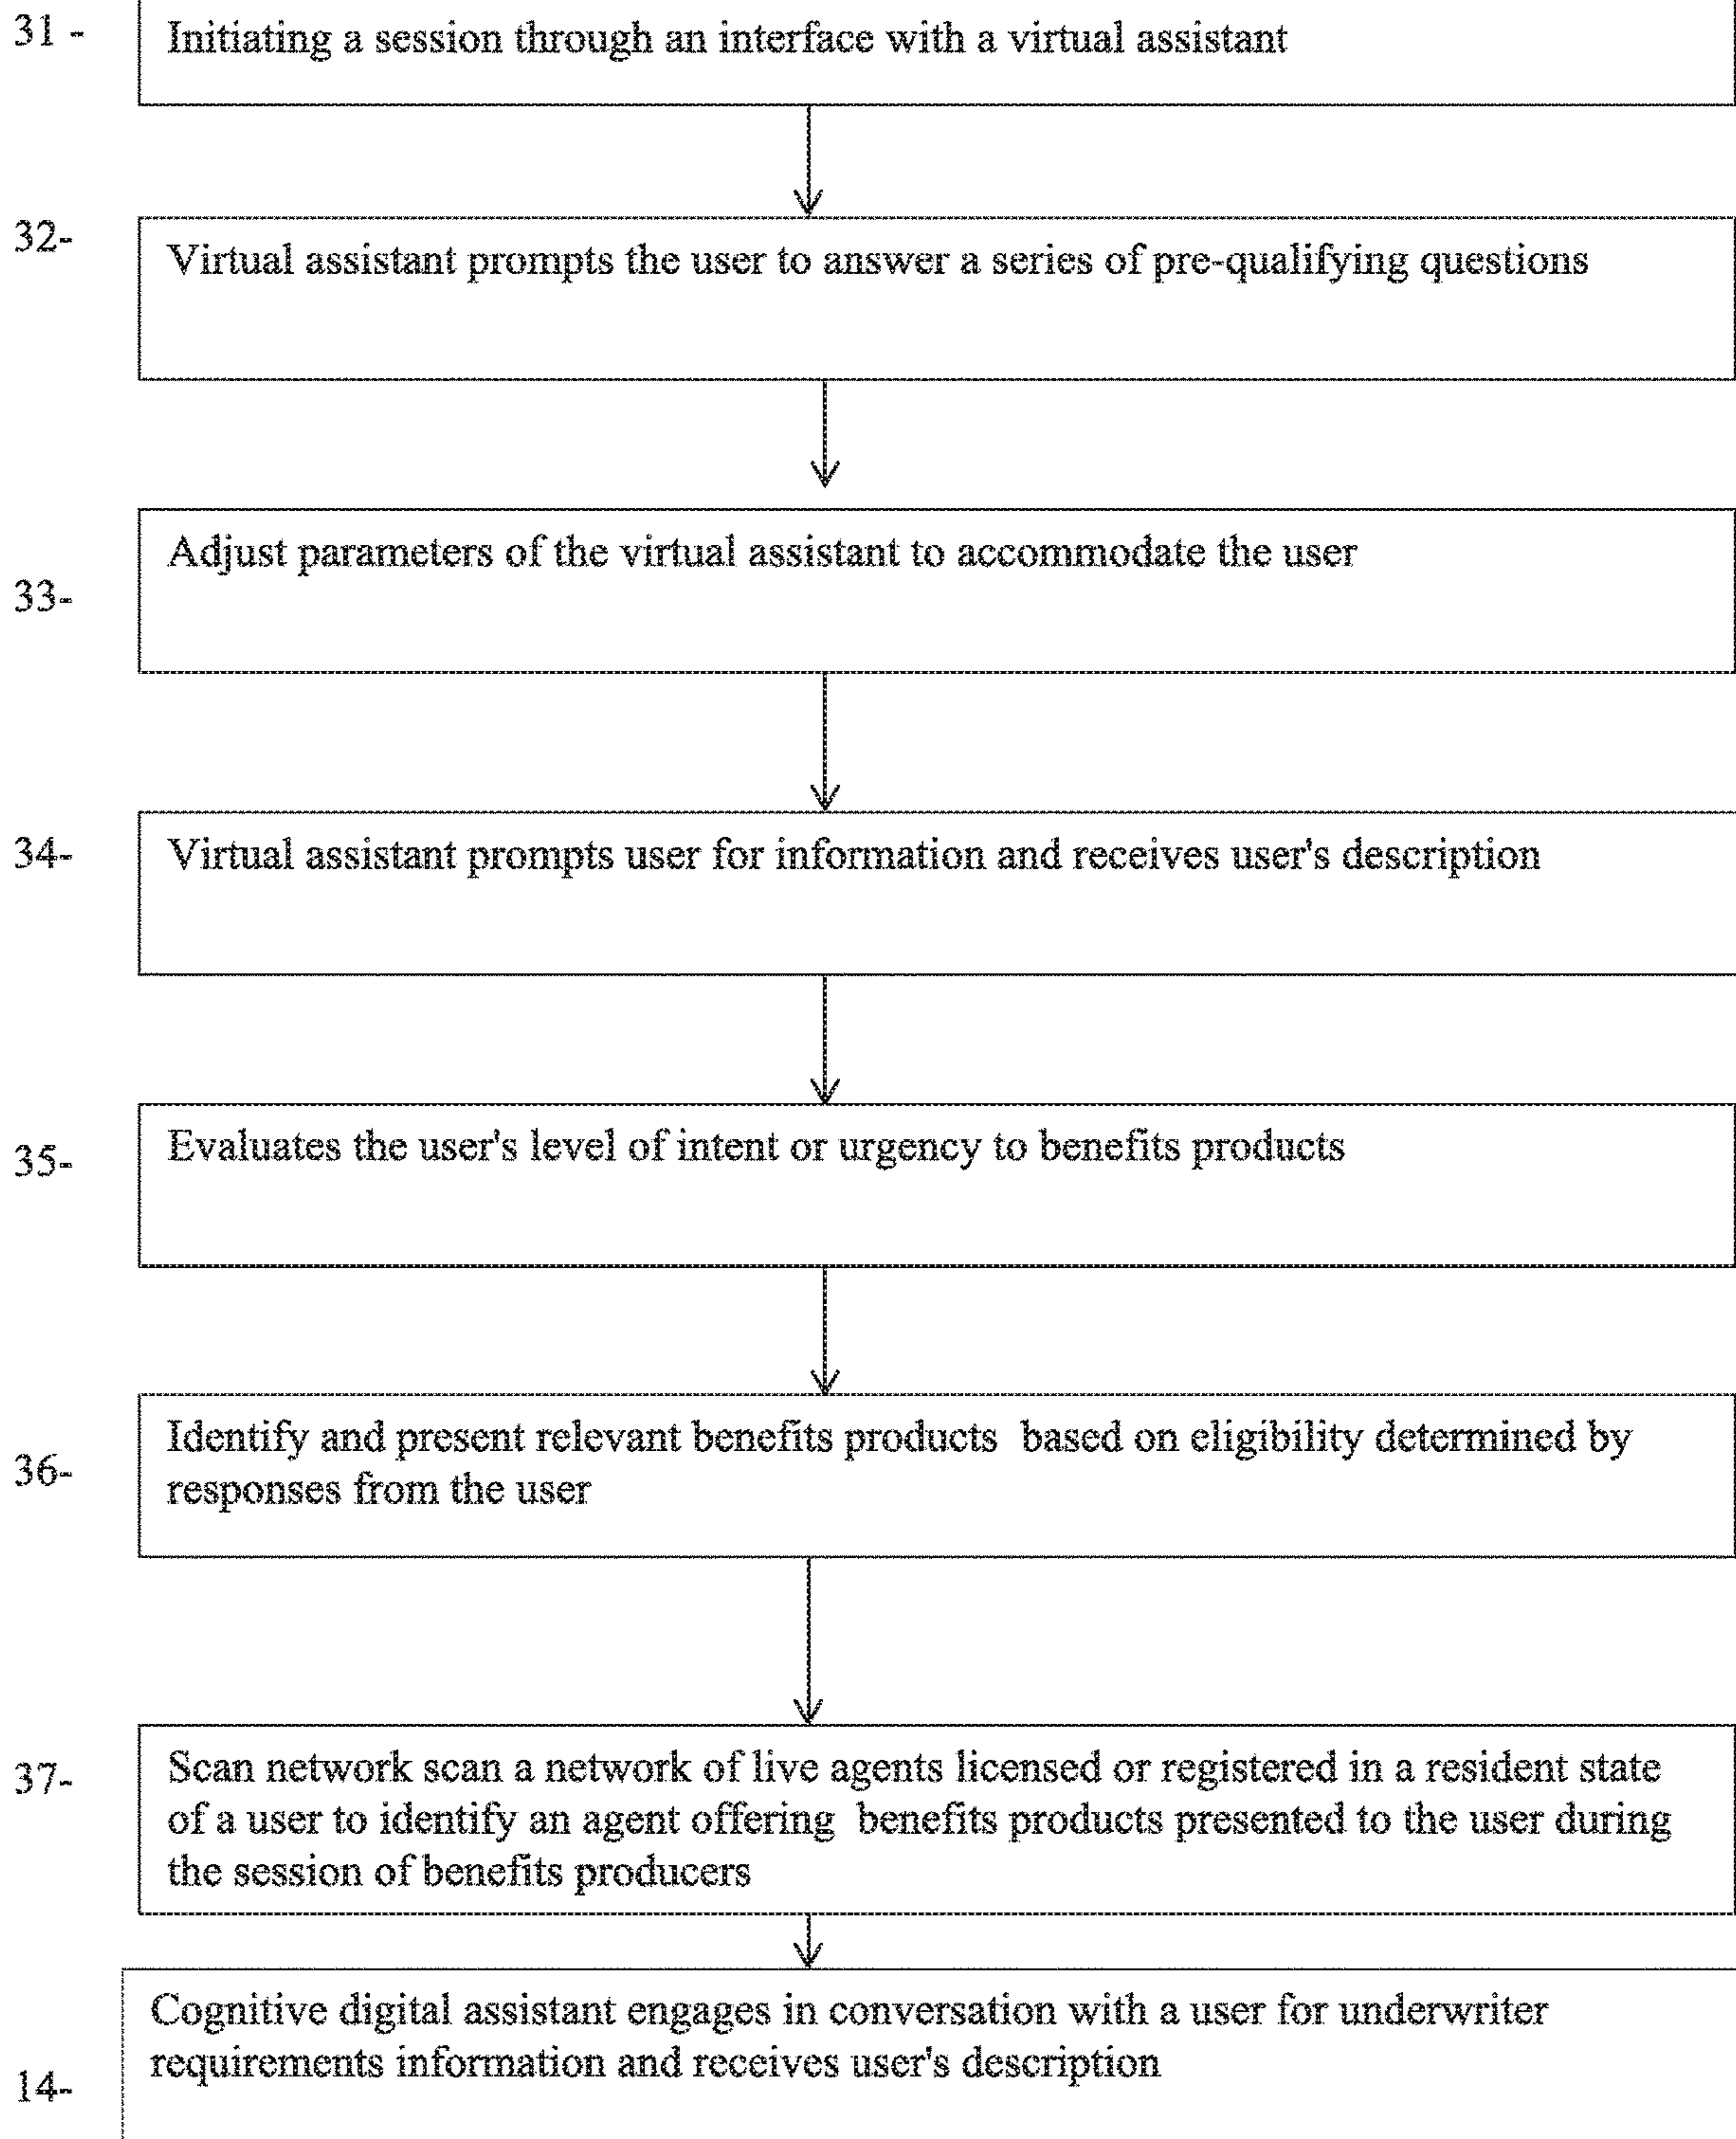 31 -
Initiating a session through an interface with a virtual assistant
32-
Virtual assistant prompts the user to answer a series of pre-qualifying questions
Adjust parameters of the virtual assistant to accommodate the user
33-
34-
Virtual assistant prompts user for information and receives user's description
35-
Evaluates the user's level of intent or urgency to benefits products
36-
Identify and present relevant benefits products  based on eligibility determined by
responses from the user
37-
Scan network scan a network of live agents licensed or registered in a resident state
of a user to identify an agent offering  benefits products presented to the user during
the session of benefits producers
Cognitive digital assistant engages in conversation with a user for underwriter
requirements information and receives user's description
14-